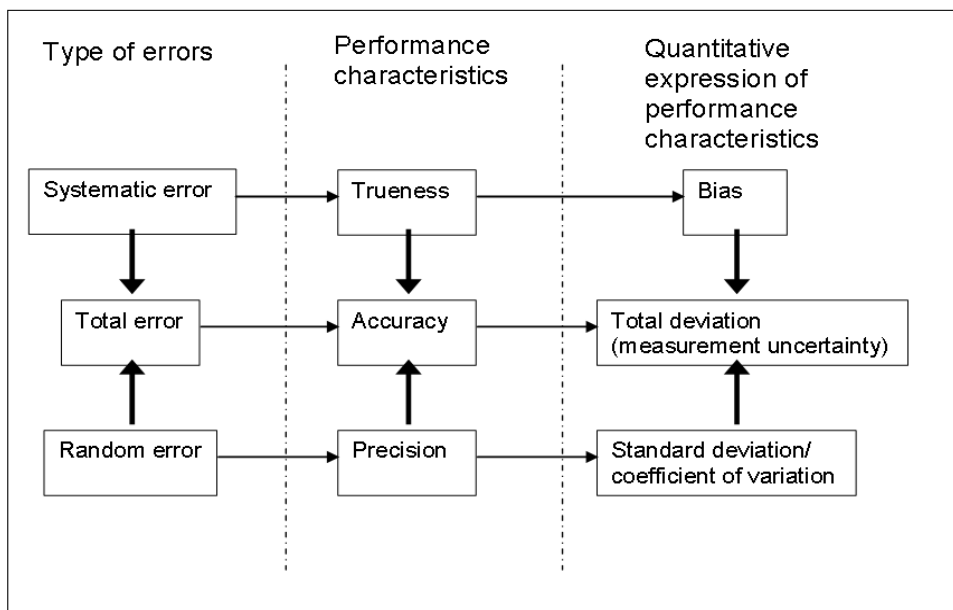 Type of errors
Performance
characteristics
Quantitative
expression of
performance
characteristics
Systematic error
Trueness
Bias
Total error
Accuracy
Total deviation
(measurement uncertainty)
Random error
Precision
Standard deviation/
coefficient of variation